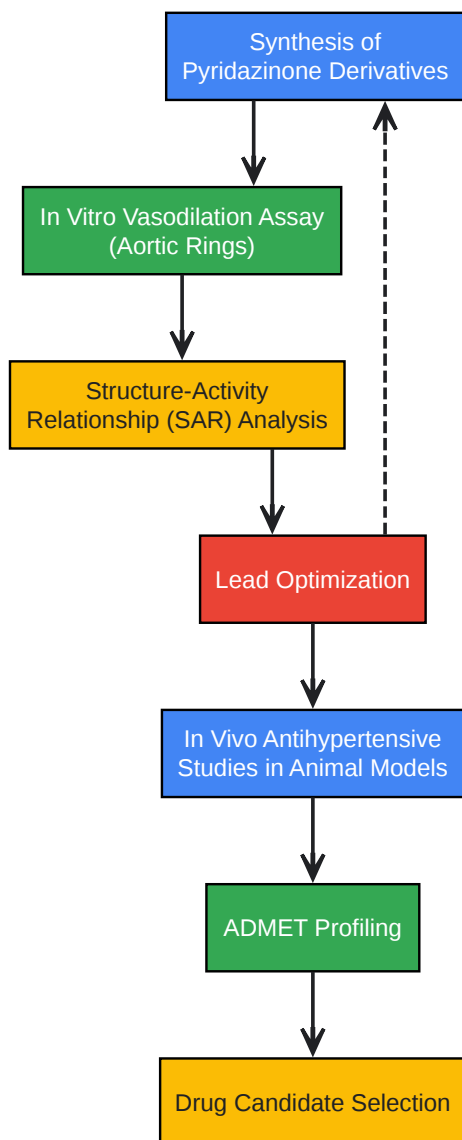 Synthesis of
Pyridazinone Derivatives
In Vitro Vasodilation Assay
(Aortic Rings)
Structure-Activity
Relationship (SAR) Analysis
Lead Optimization
In Vivo Antihypertensive
Studies in Animal Models
ADMET Profiling
Drug Candidate Selection